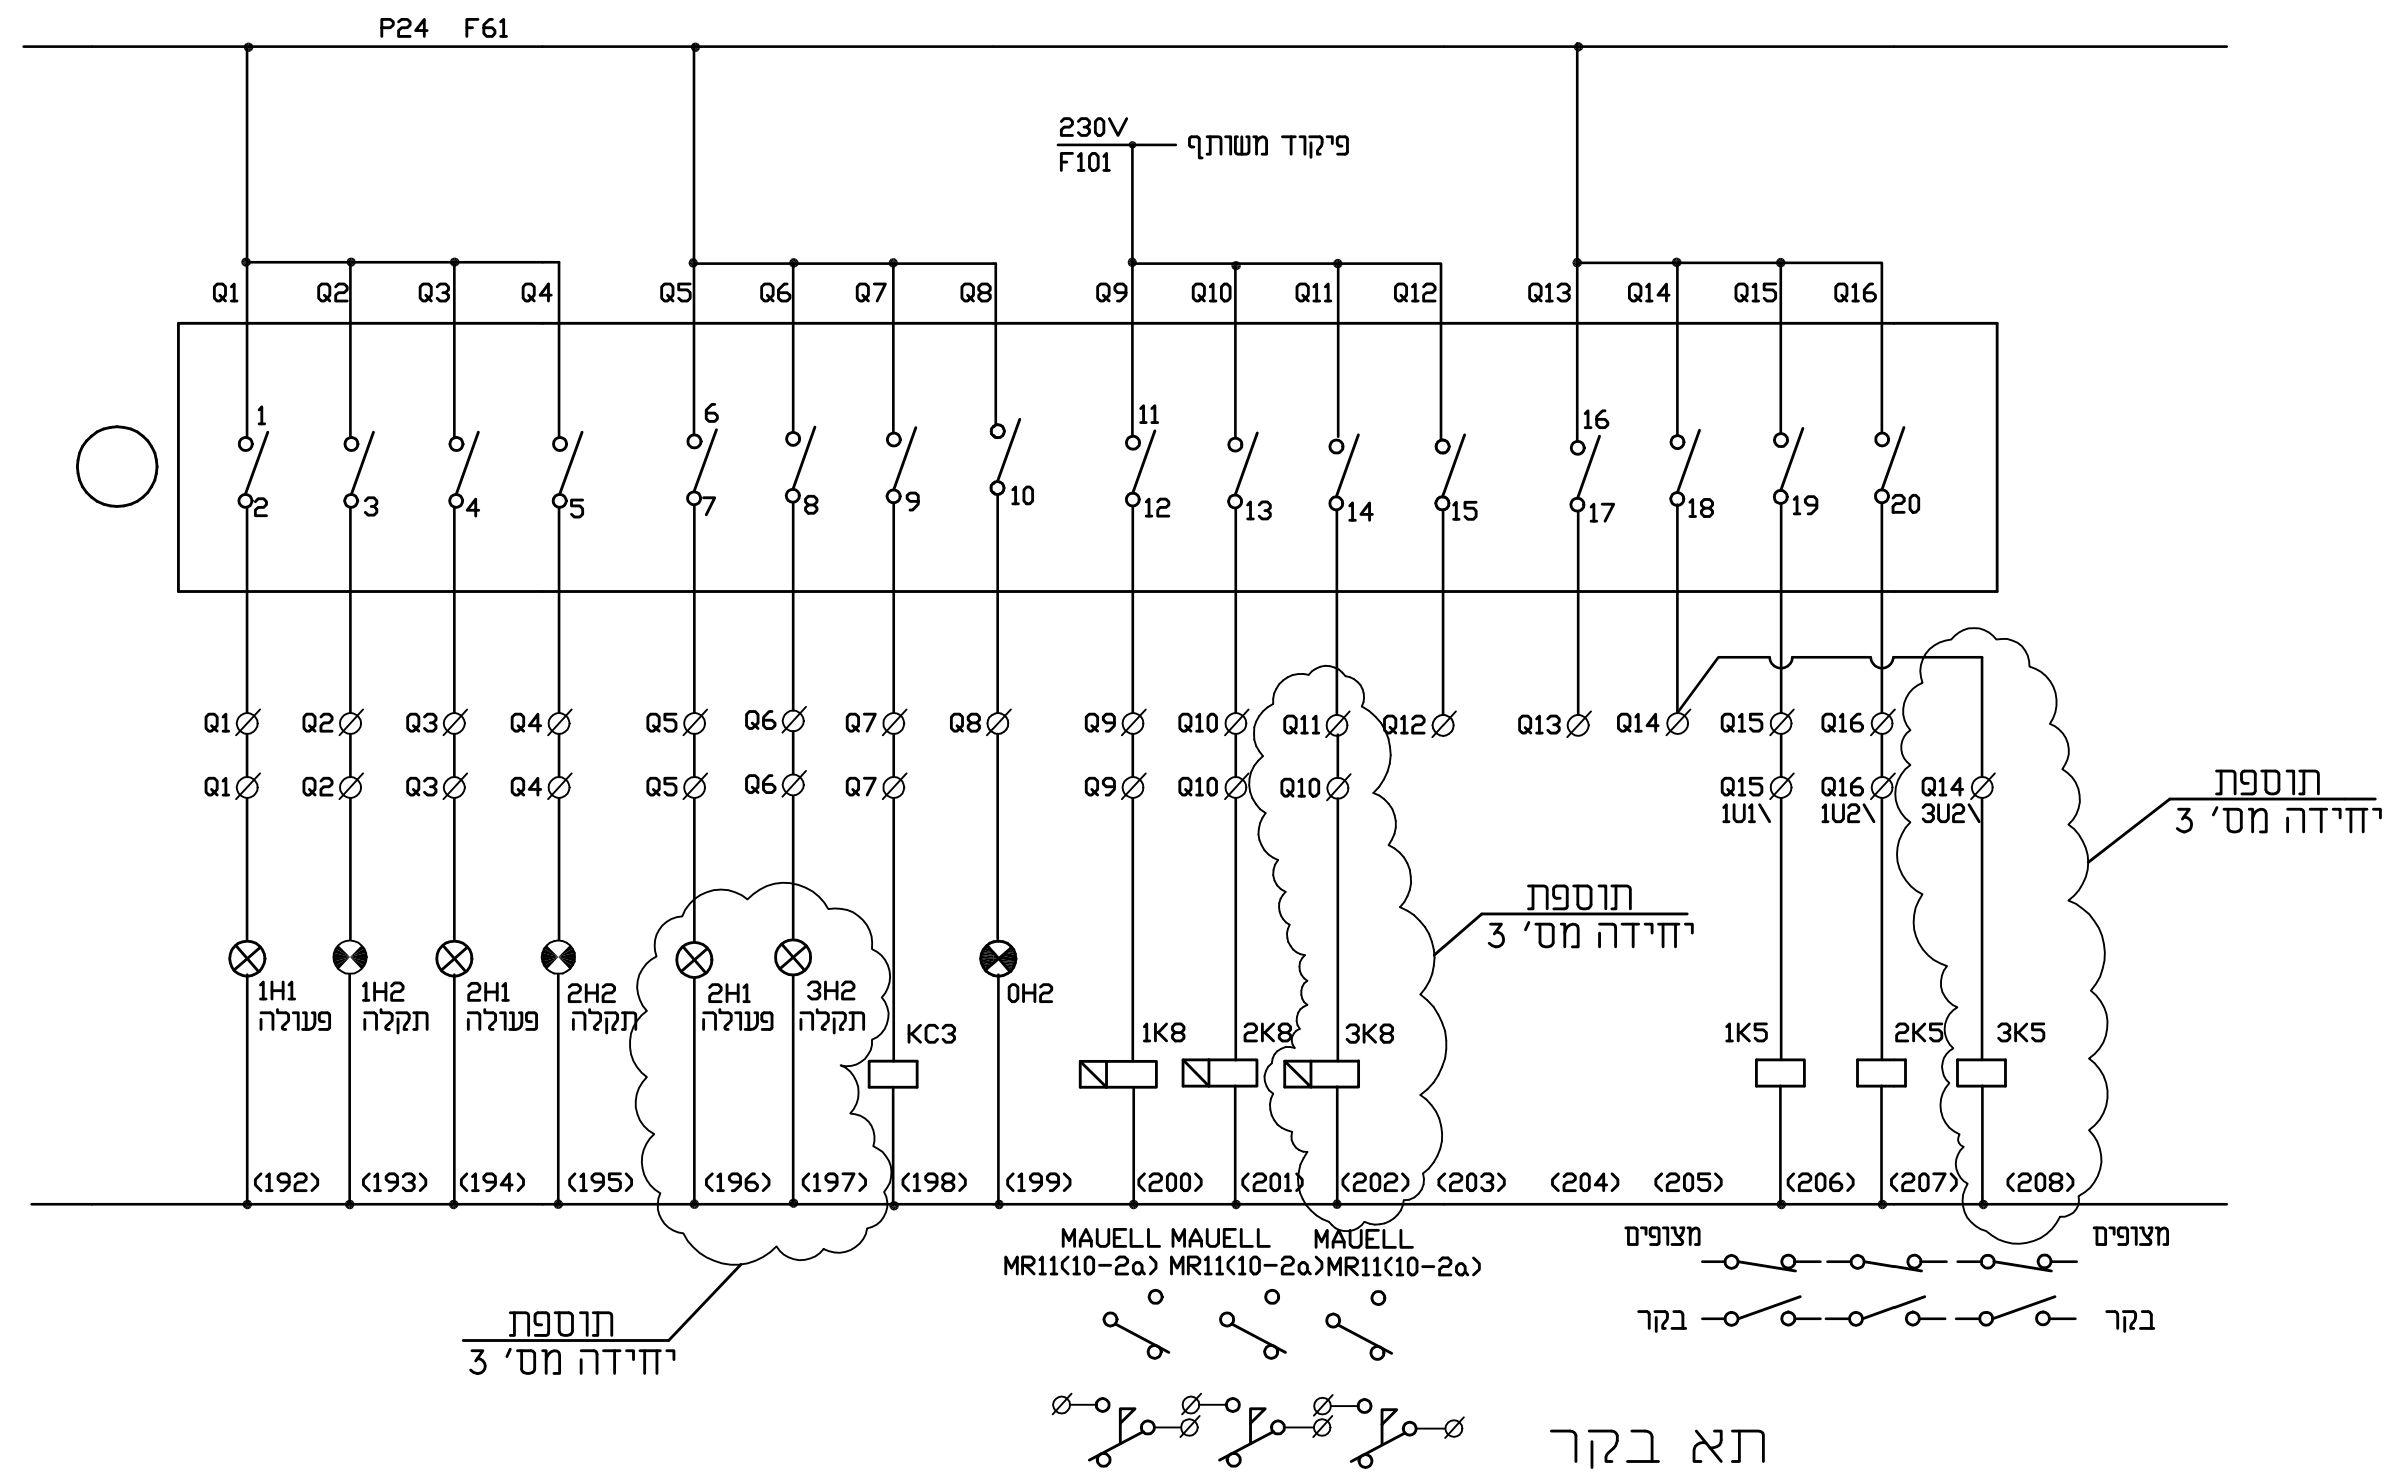 P24 F61
230V
F101
פיקוד משותף
Q1 Q2 Q3 Q4 Q5 Q6 Q7 Q8 Q9 Q10 Q11 Q12 Q13 Q14 Q15 Q16
1 6 11 16
2 3 4 5 7 8 9 10 12 13 14 15 17 18 19 20
Q1 Q2 Q3 Q4 Q5 Q6 Q7 Q8 Q9 Q10 Q11 Q12 Q13 Q14 Q15 Q16
Q1 Q2 Q3 Q4 Q5 Q6 Q7 Q9 Q10 Q10 Q15 Q16 Q14
1U1\ 1U2\ 3U2\
תוספת
יחידה מס' 3
תוספת
יחידה מס' 3
1H1 1H2 2H1 2H2 2H1 3H2 0H2
פעולה תקלה פעולה תקלה פעולה תקלה
KC3 1K8 2K8 3K8 1K5 2K5 3K5
(192) (193) (194) (195) (196) (197) (198) (199) (200) (201) (202) (203) (204) (205) (206) (207) (208)
MAUELL MAUELL MAUELL
MR11(10-2a) MR11(10-2a) MR11(10-2a)
מצופים מצופים
בקר בקר
תוספת
יחידה מס' 3
תא בקר